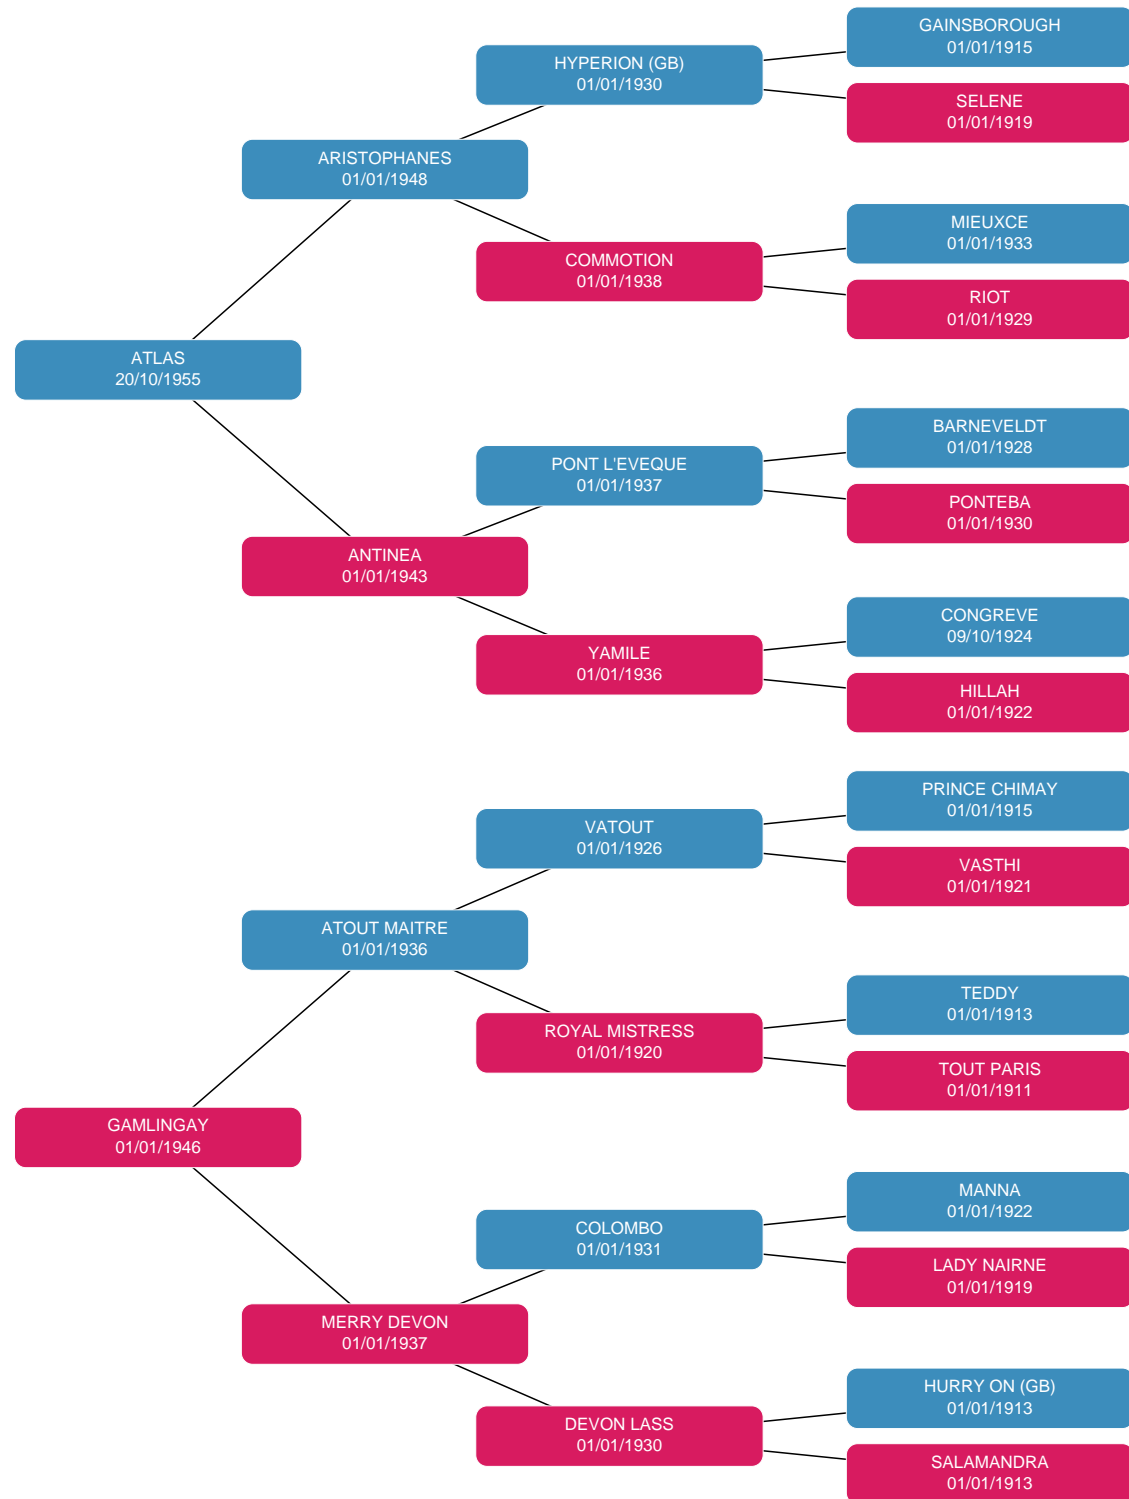 GAINSBOROUGH
01/01/1915
HYPERION (GB)
01/01/1930
SELENE
01/01/1919
ARISTOPHANES
01/01/1948
MIEUXCE
01/01/1933
COMMOTION
01/01/1938
RIOT
01/01/1929
ATLAS
20/10/1955
BARNEVELDT
01/01/1928
PONT L'EVEQUE
01/01/1937
PONTEBA
01/01/1930
ANTINEA
01/01/1943
CONGREVE
09/10/1924
YAMILE
01/01/1936
HILLAH
01/01/1922
PRINCE CHIMAY
01/01/1915
VATOUT
01/01/1926
VASTHI
01/01/1921
ATOUT MAITRE
01/01/1936
TEDDY
01/01/1913
ROYAL MISTRESS
01/01/1920
TOUT PARIS
01/01/1911
GAMLINGAY
01/01/1946
MANNA
01/01/1922
COLOMBO
01/01/1931
LADY NAIRNE
01/01/1919
MERRY DEVON
01/01/1937
HURRY ON (GB)
01/01/1913
DEVON LASS
01/01/1930
SALAMANDRA
01/01/1913